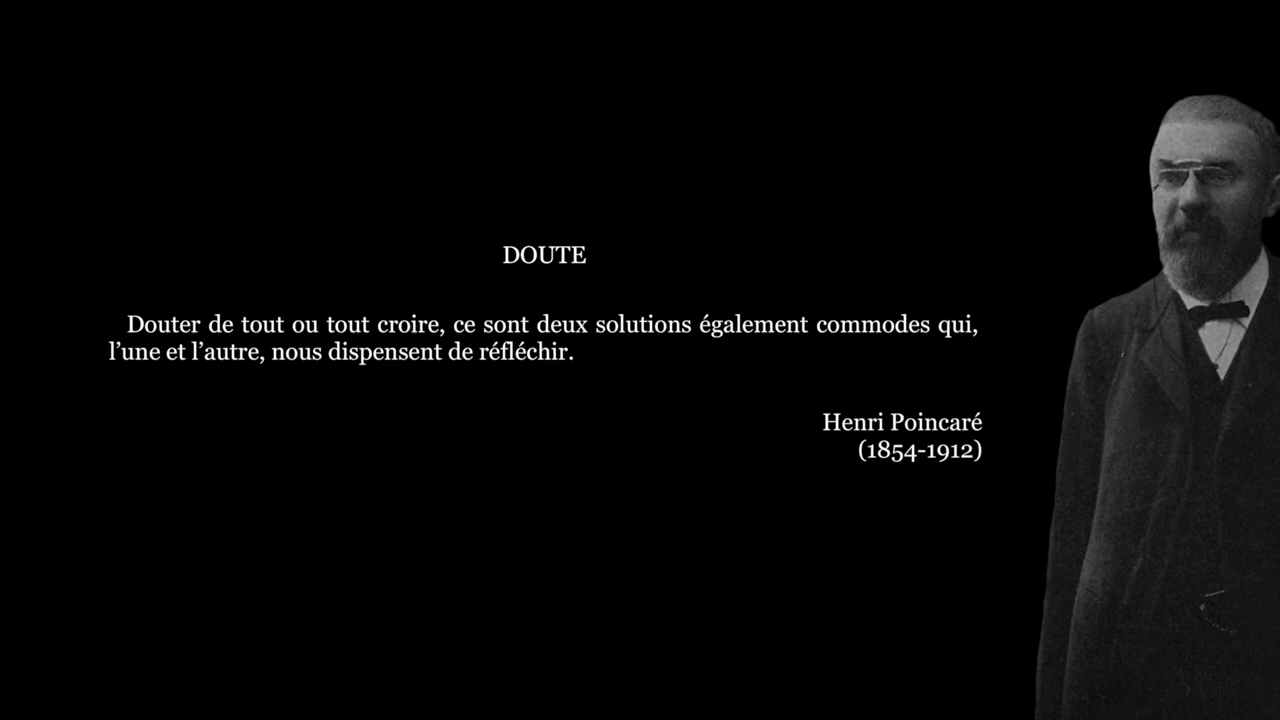 DOUTE
Douter de tout ou tout croire, ce sont deux solutions également commodes qui,
l’une et l’autre, nous dispensent de réfléchir.
Henri Poincaré
(1854-1912)